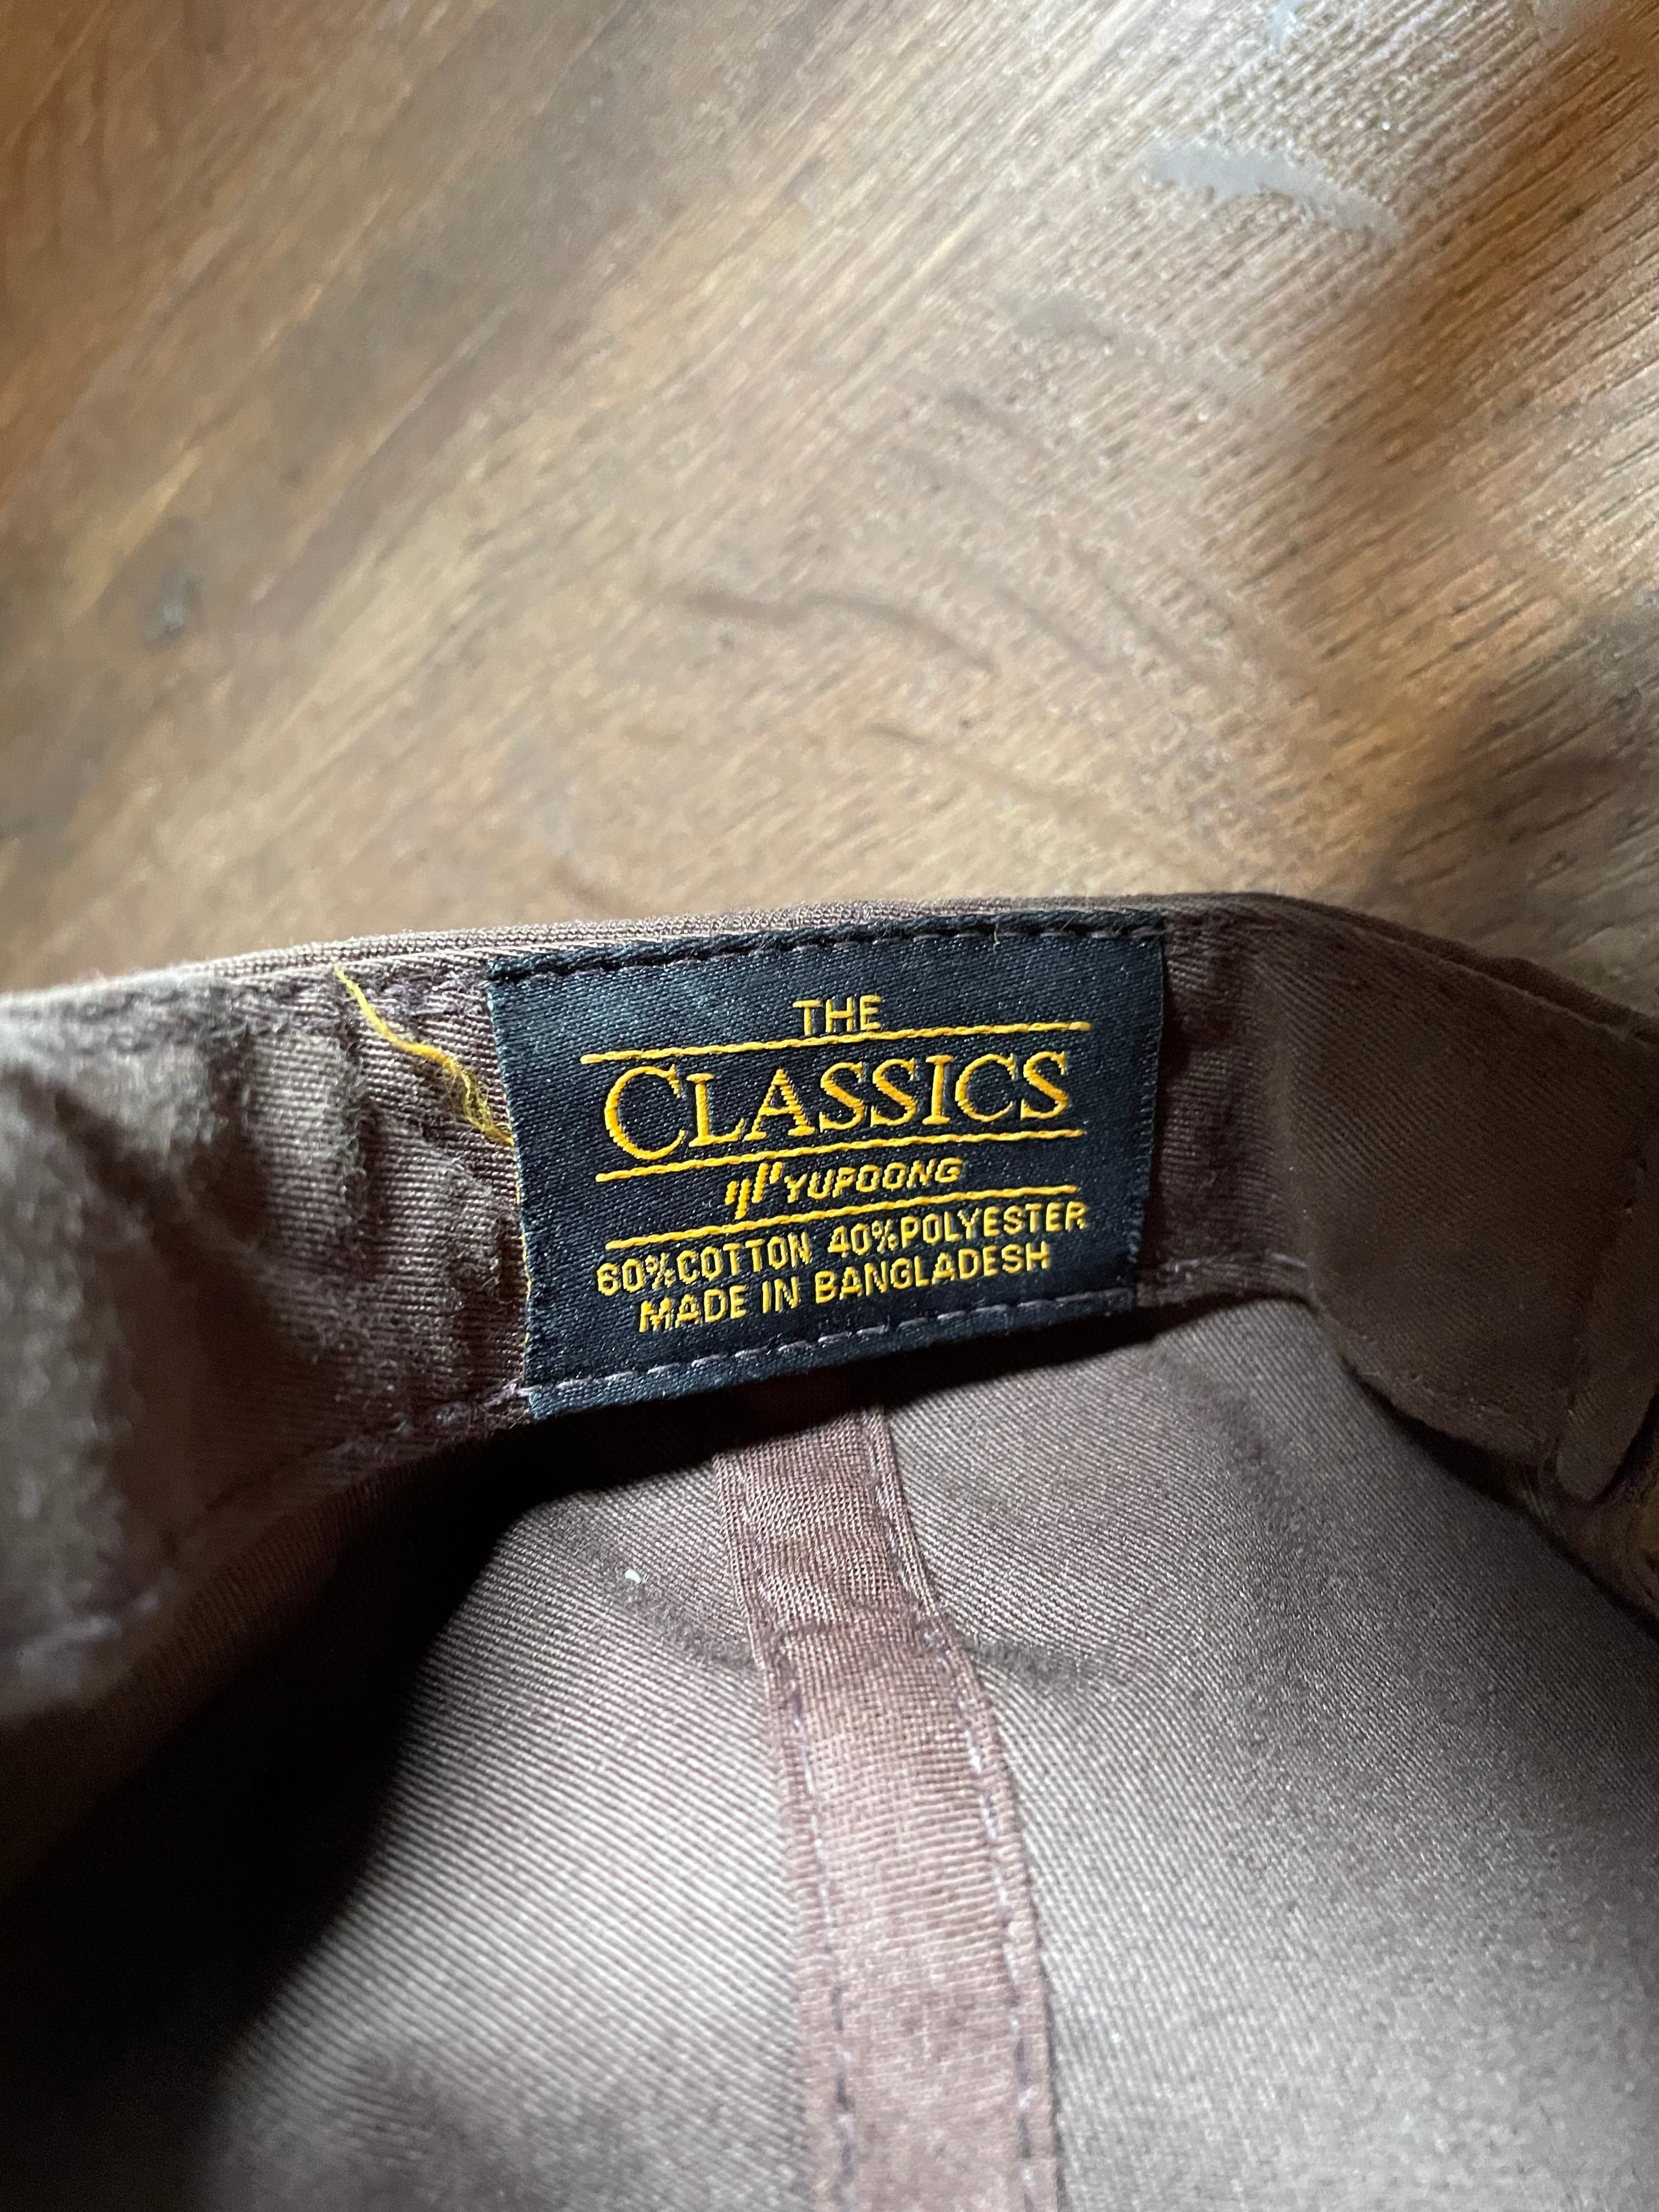 THE
CLASSICS
YUPOONG
60%COTTON 40%POLYESTER
MADE IN BANGLADESH